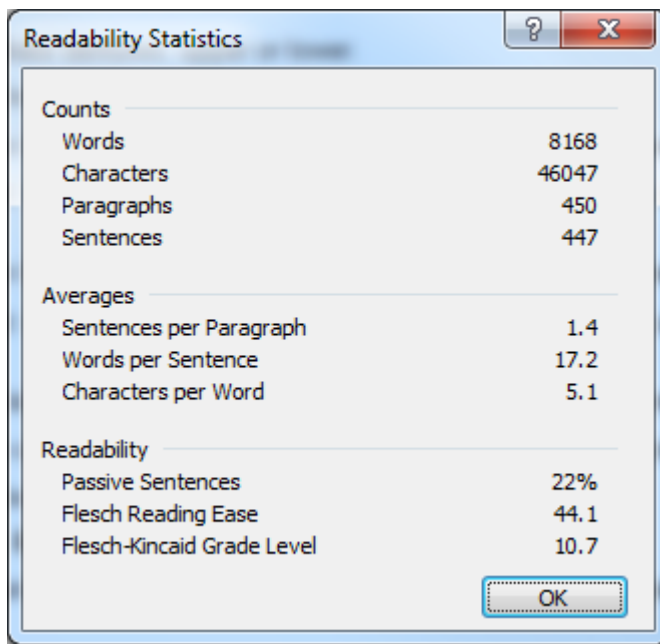 Readability Statistics
Counts
Words 8168
Characters 46047
Paragraphs 450
Sentences 447
Averages
Sentences per Paragraph 1.4
Words per Sentence 17.2
Characters per Word 5.1
Readability
Passive Sentences 22%
Flesch Reading Ease 44.1
Flesch-Kincaid Grade Level 10.7
OK